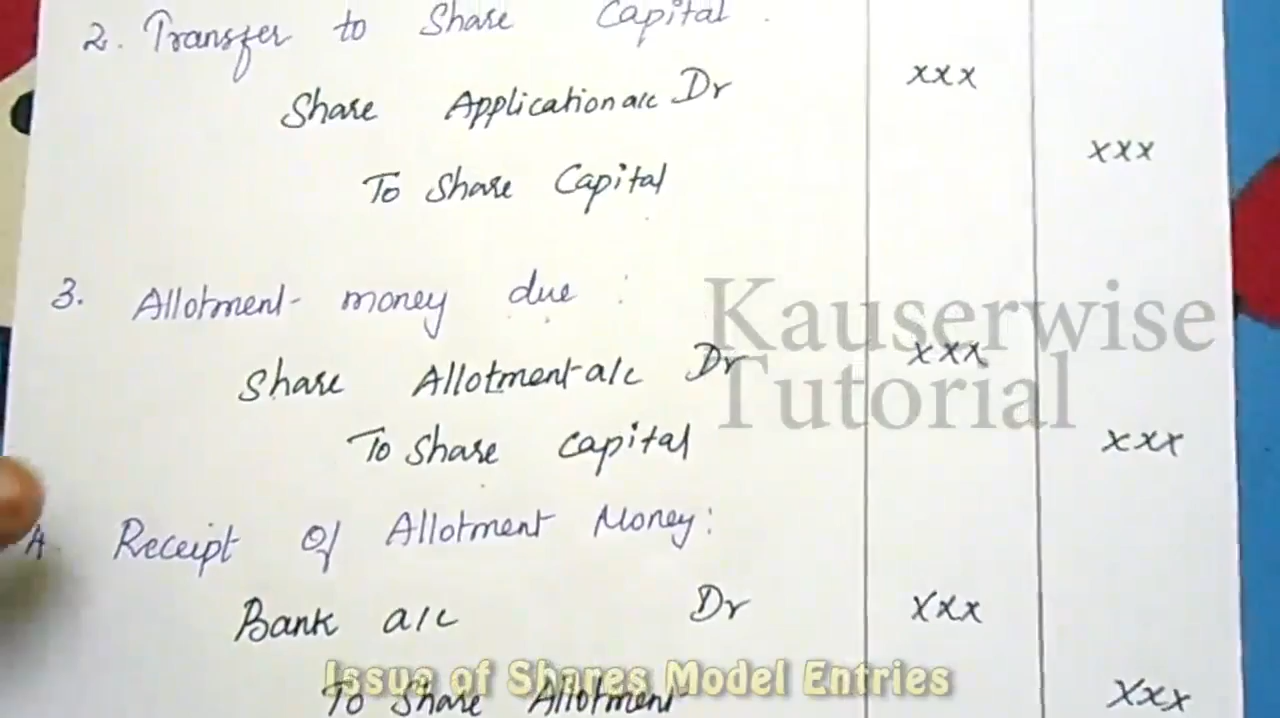 2. Transfer to Share Capital
Share Application a/c Dr xxx
To Share Capital xxx
3. Allotment money due :
Share Allotment a/c Dr xxx
To Share Capital xxx
4. Receipt Of Allotment Money:
Bank a/c Dr xxx
To Share Allotment xxx
Kauserwise
Tutorial
Issue of Shares Model Entries